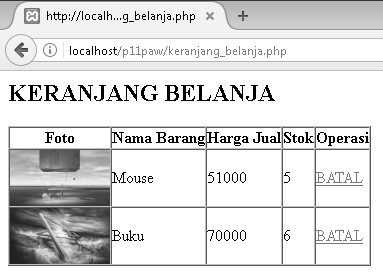 http://localh...g_belanja.php
localhost/p11paw/keranjang_belanja.php
KERANJANG BELANJA
Foto Nama Barang Harga Jual Stok Operasi
Mouse 51000 5 BATAL
Buku 70000 6 BATAL